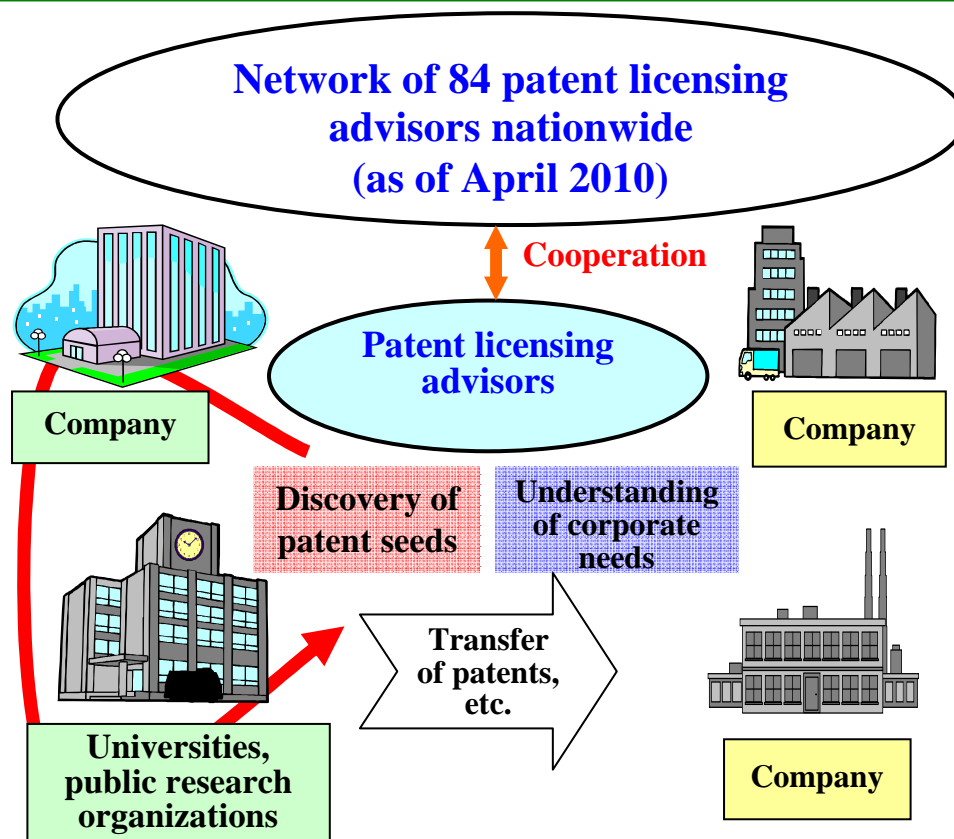 Network of 84 patent licensing
advisors nationwide
(as of April 2010)
Cooperation
Patent licensing
advisors
Company
Company
Discovery of
patent seeds
Understanding
of corporate
needs
Transfer
of patents,
etc.
Universities,
public research
organizations
Company